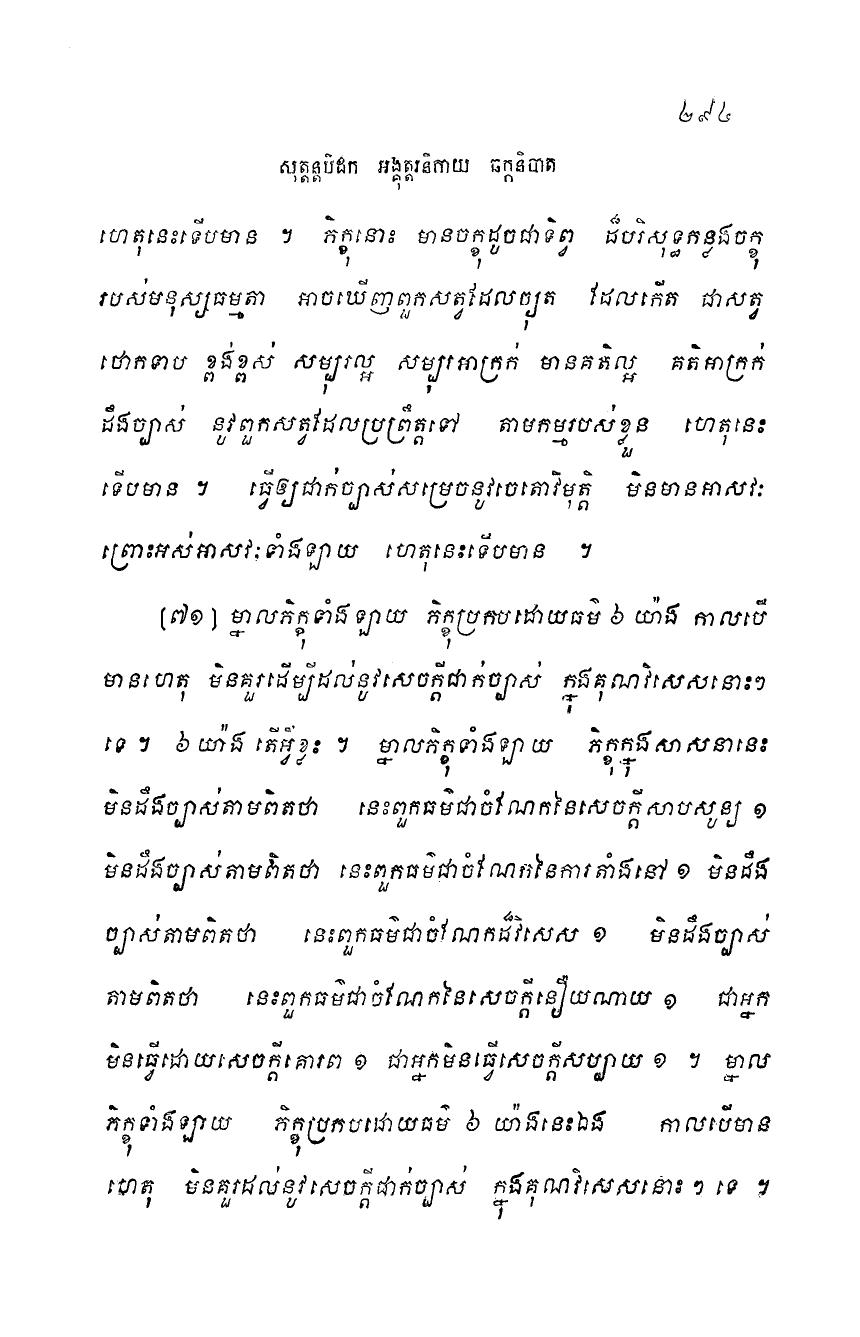 ២៩៤
សុត្តន្តបិដក អង្គុត្តរនិកាយ ឆក្កនិបាត
ហេតុនេះទើបមាន ។ ភិក្ខុនោះ មានចក្ខុដូចជាទិព្វ ដ៏បរិសុទ្ធកន្លងចក្ខុ
របស់មនុស្សធម្មតា អាចឃើញពួកសត្វដែលច្យុត ដែលកើត ជាសត្វ
ថោកទាប ខ្ពង់ខ្ពស់ សម្បុរល្អ សម្បុរអាក្រក់ មានគតិល្អ គតិអាក្រក់
ដឹងច្បាស់ នូវពួកសត្វដែលប្រព្រឹត្តទៅ តាមកម្មរបស់ខ្លួន ហេតុនេះ
ទើបមាន ។ ធ្វើឲ្យជាក់ច្បាស់សម្រេចនូវចេតោវិមុត្តិ មិនមានអាសវៈ
ព្រោះអស់អាសវៈទាំងឡាយ ហេតុនេះទើបមាន ។
(៧១) ម្នាលភិក្ខុទាំងឡាយ ភិក្ខុប្រកបដោយធម៌ ៦ យ៉ាង កាលបើ
មានហេតុ មិនគួរដើម្បីដល់នូវសេចក្តីជាក់ច្បាស់ ក្នុងគុណវិសេសនោះៗ
ទេ ។ ៦ យ៉ាង តើអ្វីខ្លះ ។ ម្នាលភិក្ខុទាំងឡាយ ភិក្ខុក្នុងសាសនានេះ
មិនដឹងច្បាស់តាមពិតថា នេះពួកធម៌ជាចំណែកនៃសេចក្តីសាបសូន្យ ១
មិនដឹងច្បាស់តាមពិតថា នេះពួកធម៌ជាចំណែកនៃការតាំងនៅ ១ មិនដឹង
ច្បាស់តាមពិតថា នេះពួកធម៌ជាចំណែកដ៏វិសេស ១ មិនដឹងច្បាស់
តាមពិតថា នេះពួកធម៌ជាចំណែកនៃសេចក្តីនឿយណាយ ១ ជាអ្នក
មិនធ្វើដោយសេចក្តីគោរព ១ ជាអ្នកមិនធ្វើសេចក្តីសប្បាយ ១ ។ ម្នាល
ភិក្ខុទាំងឡាយ ភិក្ខុប្រកបដោយធម៌ ៦ យ៉ាងនេះឯង កាលបើមាន
ហេតុ មិនគួរដល់នូវសេចក្តីជាក់ច្បាស់ ក្នុងគុណវិសេសនោះ ៗ ទេ ។